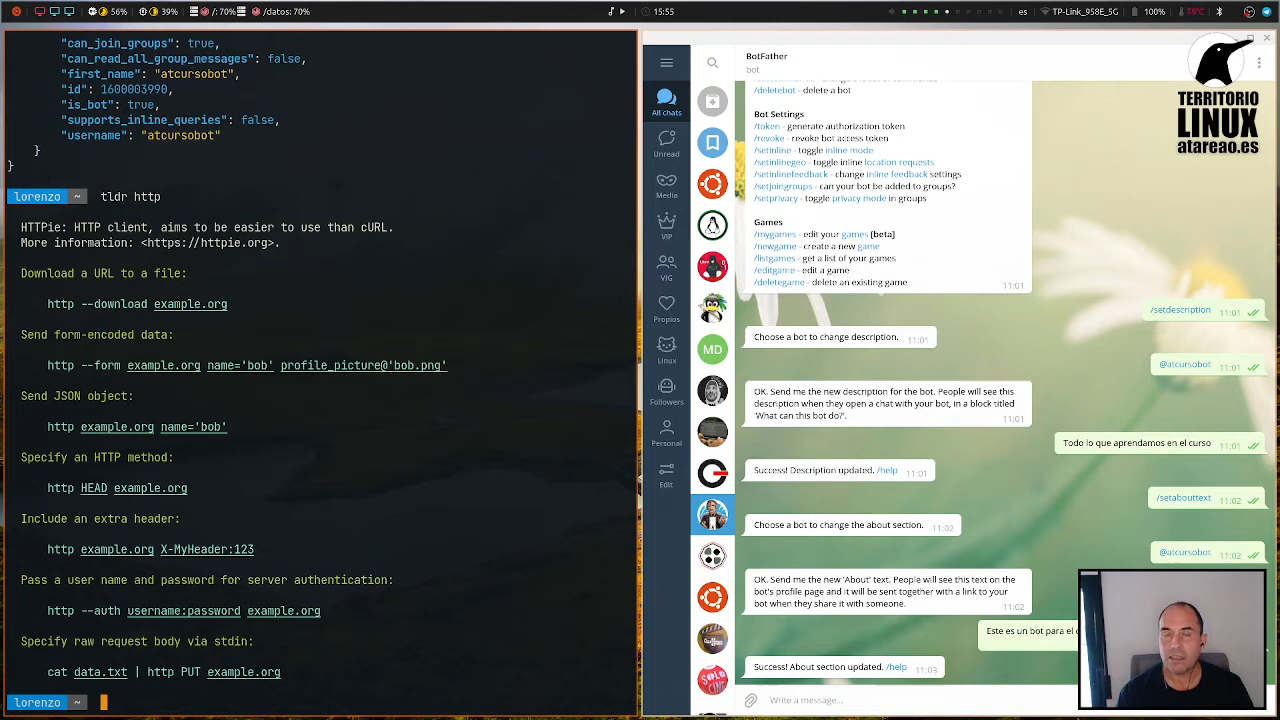 56%
39%
/: 70%
/datos: 70%
15:55
es
TP-Link_958E_5G
100%
79°C
"can_join_groups": true,
"can_read_all_group_messages": false,
"first_name": "atcursobot",
"is_bot": true,
"supports_inline_queries": false,
"username": "atcursobot"
}
}
lorenzo ~ tldr http
HTTPie: HTTP client, aims to be easier to use than cURL.
More information: <https://httpie.org>.
Download a URL to a file:
http --download example.org
Send form-encoded data:
http --form example.org name='bob' profile_picture@'bob.png'
Send JSON object:
http example.org name='bob'
Specify an HTTP method:
http HEAD example.org
Include an extra header:
http example.org X-MyHeader:123
Pass a user name and password for server authentication:
http --auth username:password example.org
Specify raw request body via stdin:
cat data.txt | http PUT example.org
lorenzo ~
All chats
Unread
Media
VIP
VIG
Propios
Linux
Followers
Personal
Edit
MD
BotFather
bot
/deletebot - delete a bot
Bot Settings
/token - generate authorization token
/revoke - revoke bot access token
/setinline - toggle inline mode
/setinlinegeo - toggle inline location requests
/setinlinefeedback - change inline feedback settings
/setjoingroups - can your bot be added to groups?
/setprivacy - toggle privacy mode in groups
Games
/mygames - edit your games [beta]
/newgame - create a new game
/listgames - get a list of your games
/editgame - edit a game
/deletegame - delete an existing game
11:01
/setdescription 11:01
Choose a bot to change description. 11:01
@atcursobot 11:01
OK. Send me the new description for the bot. People will see this
description when they open a chat with your bot, in a block titled
'What can this bot do?'. 11:01
Todo lo que aprendamos en el curso 11:01
Success! Description updated. /help 11:01
/setabouttext 11:02
Choose a bot to change the about section. 11:02
@atcursobot 11:02
OK. Send me the new 'About' text. People will see this text on the
bot's profile page and it will be sent together with a link to your
bot when they share it with someone. 11:02
Este es un bot para el
Success! About section updated. /help 11:03
Write a message...
TERRITORIO
LINUX
atareao.es